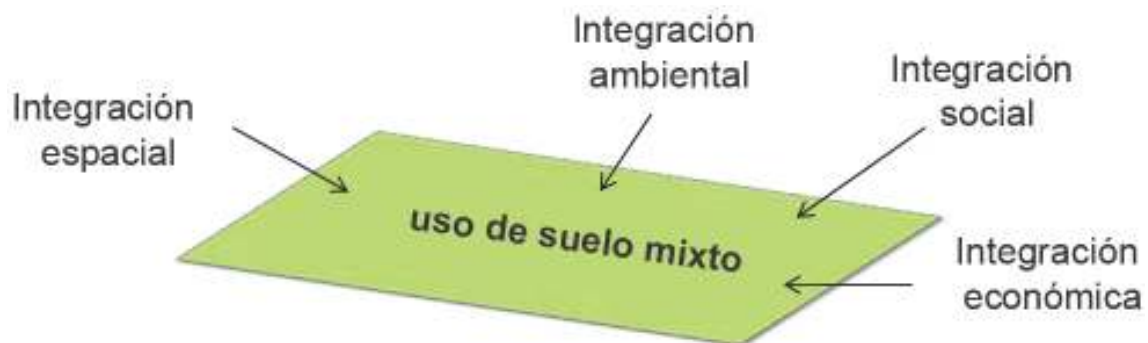 Integración
espacial
Integración
ambiental
Integración
social
uso de suelo mixto
Integración
económica